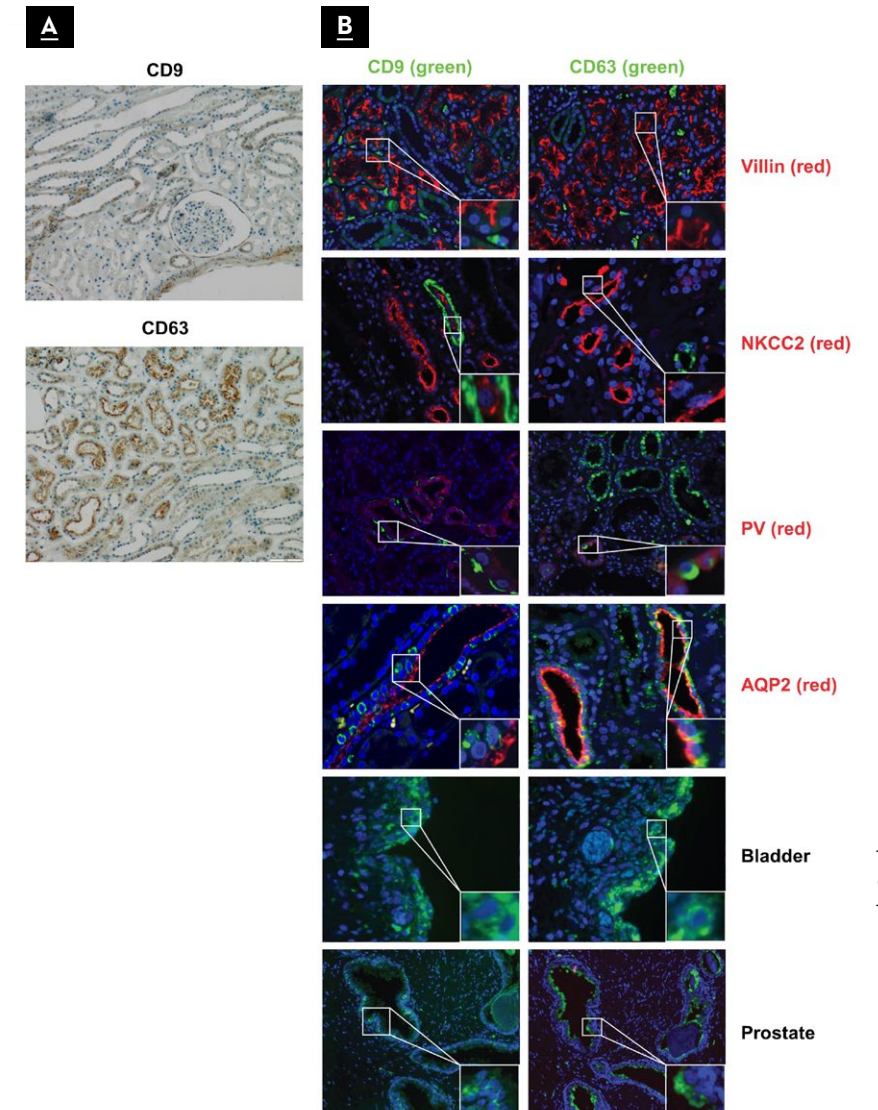 A
B
CD9
CD63
CD9 (green)
CD63 (green)
Villin (red)
NKCC2 (red)
PV (red)
AQP2 (red)
Bladder
Prostate